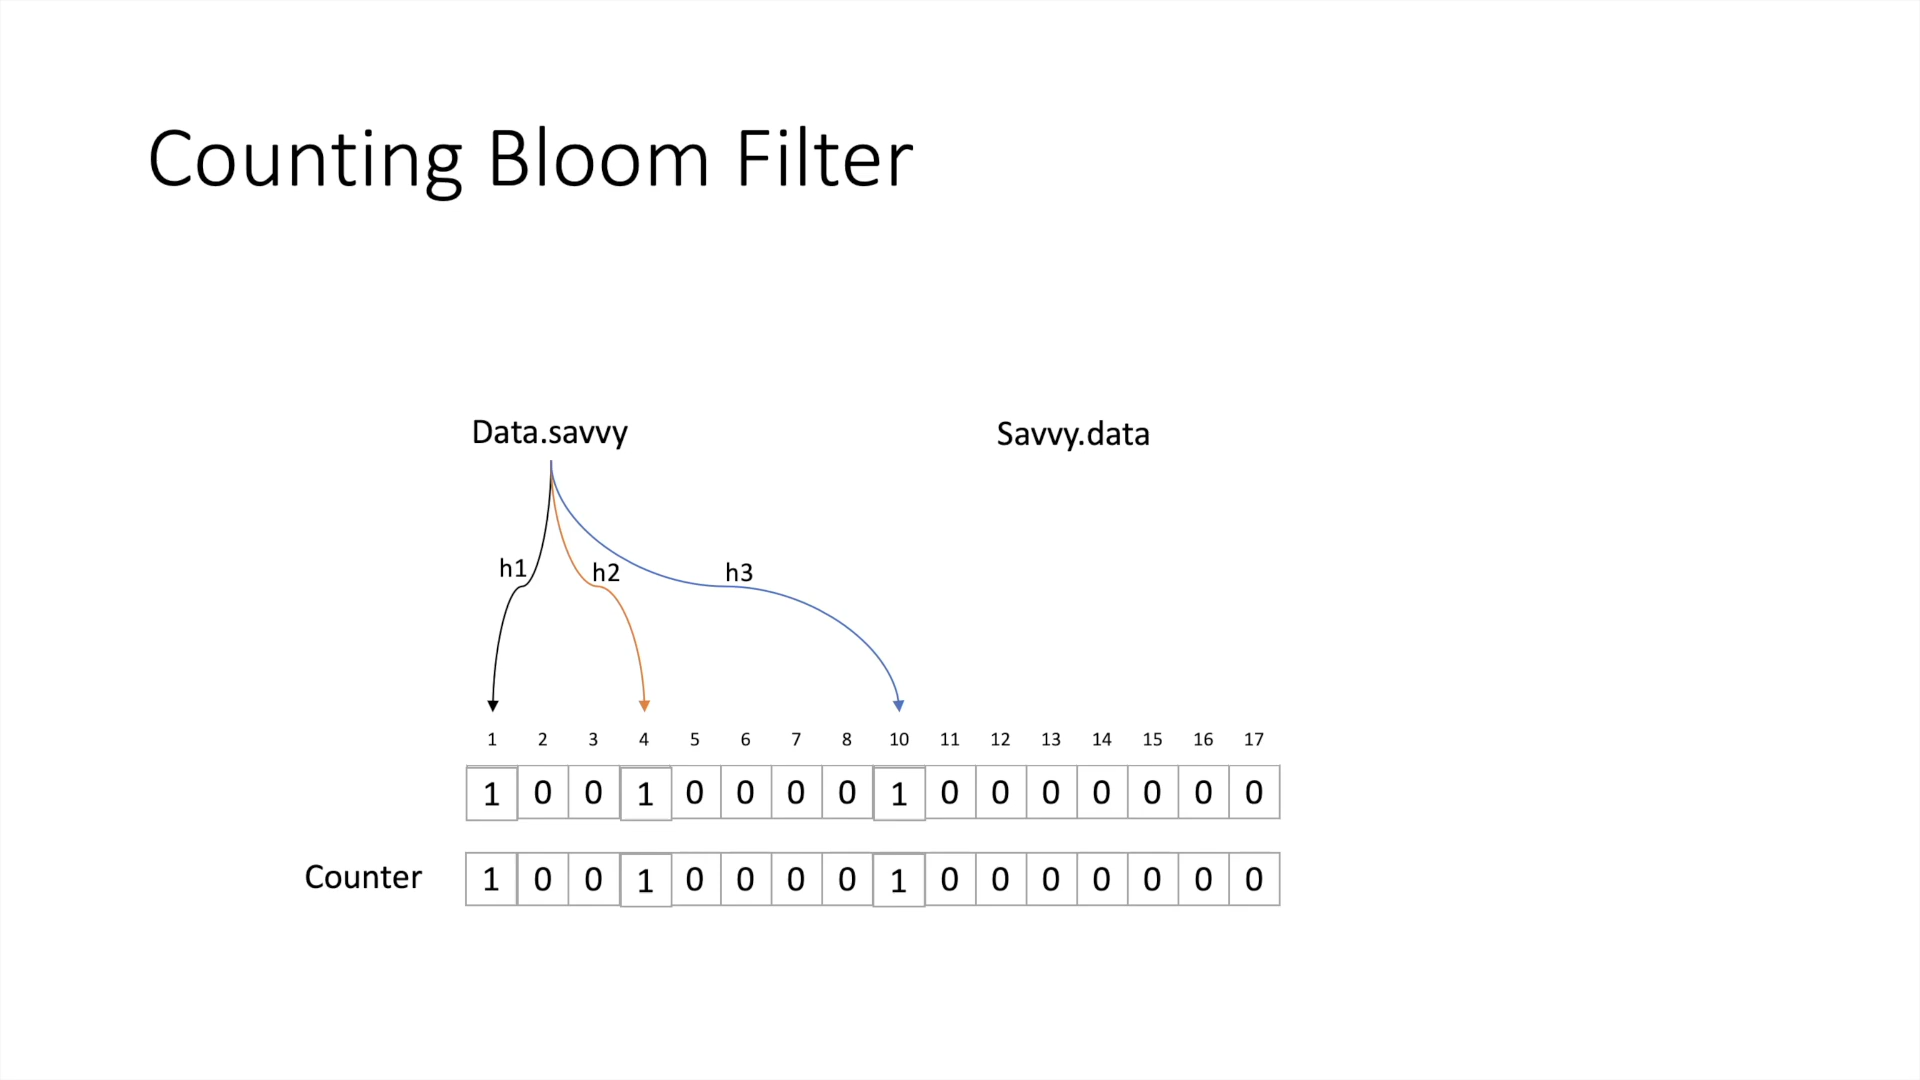 Counting Bloom Filter
Data.savvy Savvy.data
h1 h2 h3
1 2 3 4 5 6 7 8 10 11 12 13 14 15 16 17
1 0 0 1 0 0 0 0 1 0 0 0 0 0 0 0
Counter 1 0 0 1 0 0 0 0 1 0 0 0 0 0 0 0